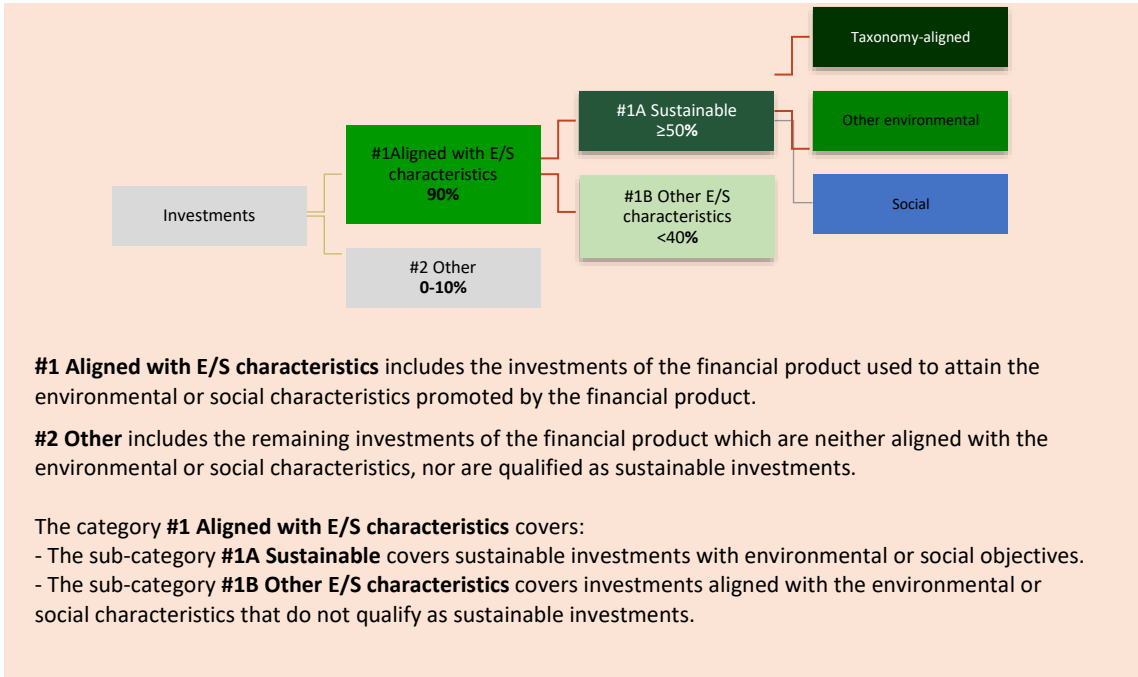 Taxonomy-aligned
#1A Sustainable
≥50%
Other environmental
#1Aligned with E/S
characteristics
90%
#1B Other E/S
characteristics
<40%
Social
Investments
#2 Other
0-10%
#1 Aligned with E/S characteristics includes the investments of the financial product used to attain the
environmental or social characteristics promoted by the financial product.
#2 Other includes the remaining investments of the financial product which are neither aligned with the
environmental or social characteristics, nor are qualified as sustainable investments.
The category #1 Aligned with E/S characteristics covers:
- The sub-category #1A Sustainable covers sustainable investments with environmental or social objectives.
- The sub-category #1B Other E/S characteristics covers investments aligned with the environmental or
social characteristics that do not qualify as sustainable investments.